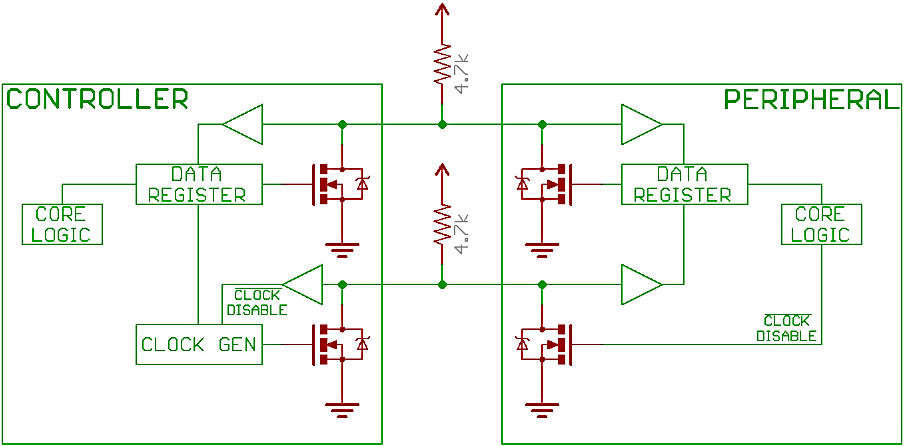 CONTROLLER
PERIPHERAL
4.7k
DATA
REGISTER
DATA
REGISTER
CORE
LOGIC
4.7k
CORE
LOGIC
CLOCK
DISABLE
CLOCK GEN
CLOCK
DISABLE